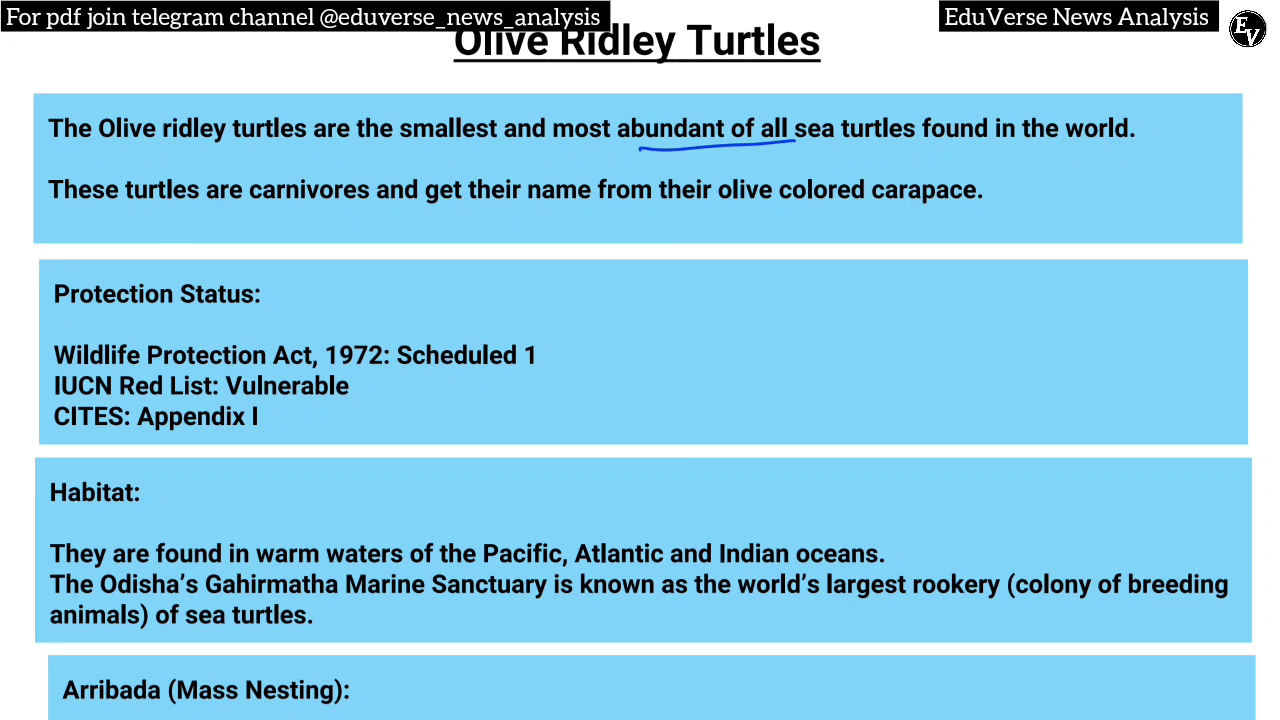 For pdf join telegram channel @eduverse_news_analysis
EduVerse News Analysis
EV
Olive Ridley Turtles
The Olive ridley turtles are the smallest and most abundant of all sea turtles found in the world.
These turtles are carnivores and get their name from their olive colored carapace.
Protection Status:
Wildlife Protection Act, 1972: Scheduled 1
IUCN Red List: Vulnerable
CITES: Appendix I
Habitat:
They are found in warm waters of the Pacific, Atlantic and Indian oceans.
The Odisha’s Gahirmatha Marine Sanctuary is known as the world’s largest rookery (colony of breeding
animals) of sea turtles.
Arribada (Mass Nesting):